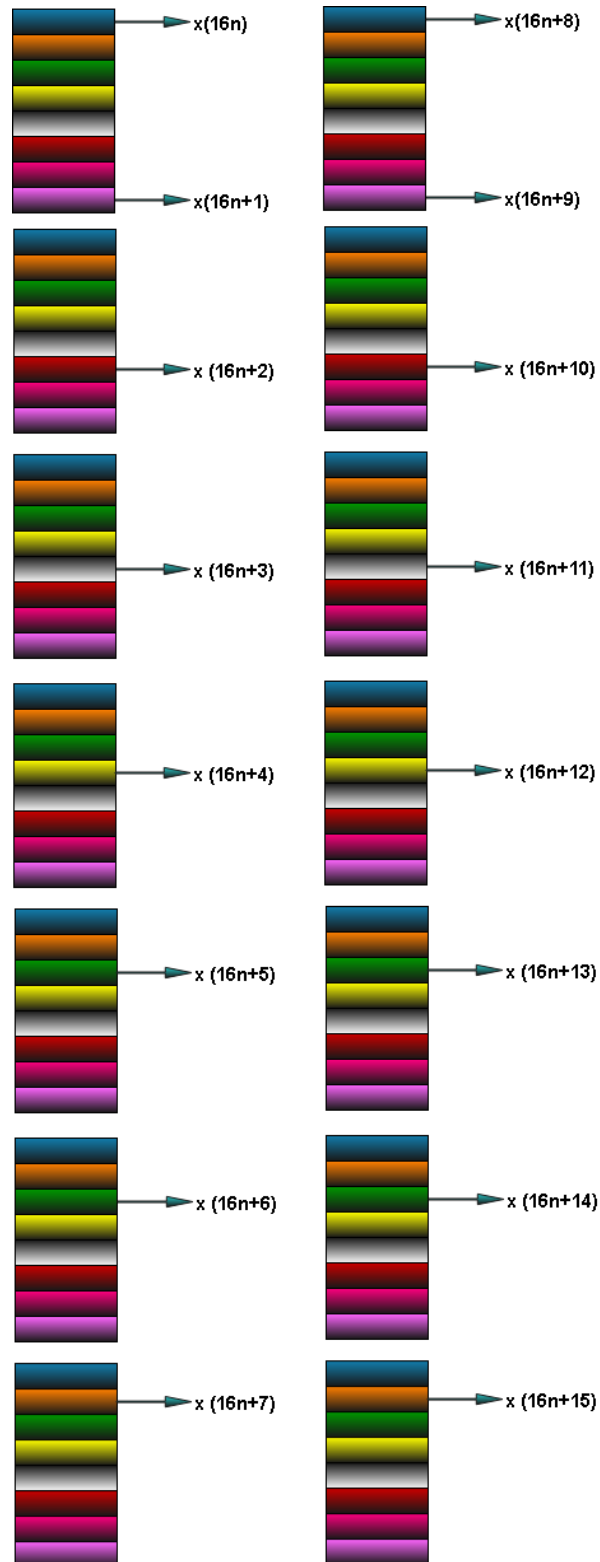 x(16n)
x(16n+1)
x (16n+2)
x (16n+3)
x (16n+4)
x (16n+5)
x (16n+6)
x (16n+7)
x(16n+8)
x(16n+9)
x (16n+10)
x (16n+11)
x (16n+12)
x (16n+13)
x (16n+14)
x (16n+15)